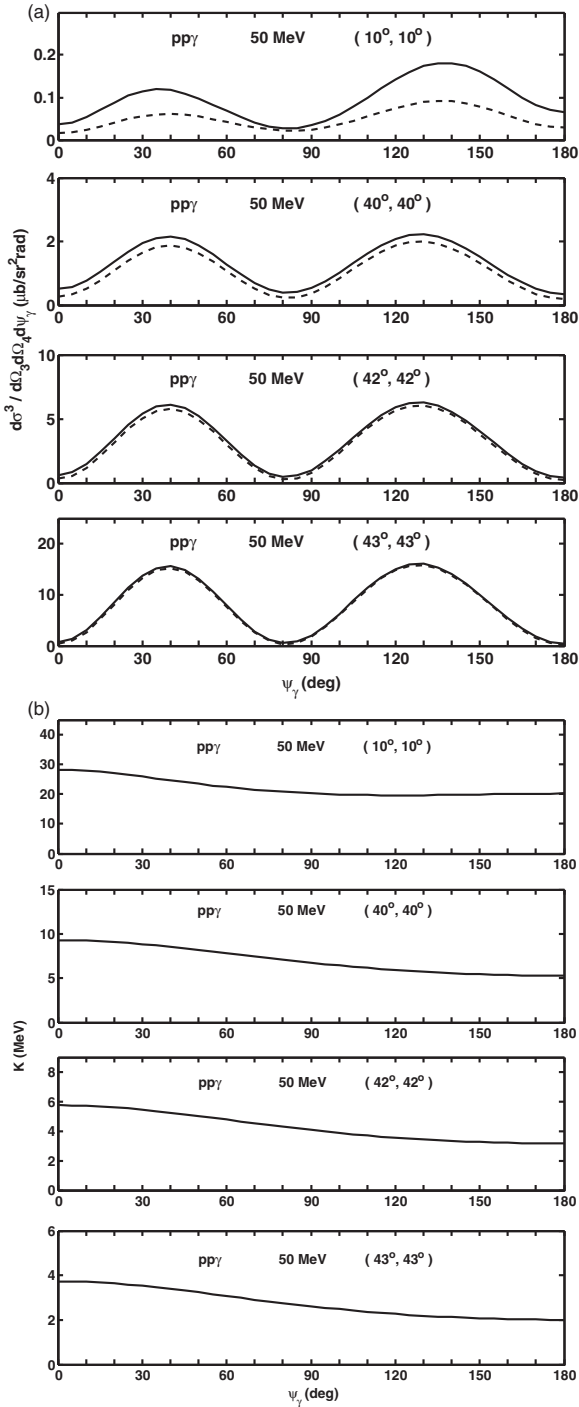 (a)
ppγ 50 MeV ( 10°, 10° )
0.2
0.1
0
0 30 60 90 120 150 180
ppγ 50 MeV ( 40°, 40° )
4
2
0
0 30 60 90 120 150 180
dσ³ / dΩ₃dΩ₄dψᵧ (μb/sr²rad)
ppγ 50 MeV ( 42°, 42° )
10
5
0
0 30 60 90 120 150 180
ppγ 50 MeV ( 43°, 43° )
20
10
0
0 30 60 90 120 150 180
ψᵧ (deg)
(b)
ppγ 50 MeV ( 10°, 10° )
40
30
20
10
0
0 30 60 90 120 150 180
ppγ 50 MeV ( 40°, 40° )
15
10
5
0
0 30 60 90 120 150 180
K (MeV)
ppγ 50 MeV ( 42°, 42° )
8
6
4
2
0
0 30 60 90 120 150 180
ppγ 50 MeV ( 43°, 43° )
6
4
2
0
0 30 60 90 120 150 180
ψᵧ (deg)